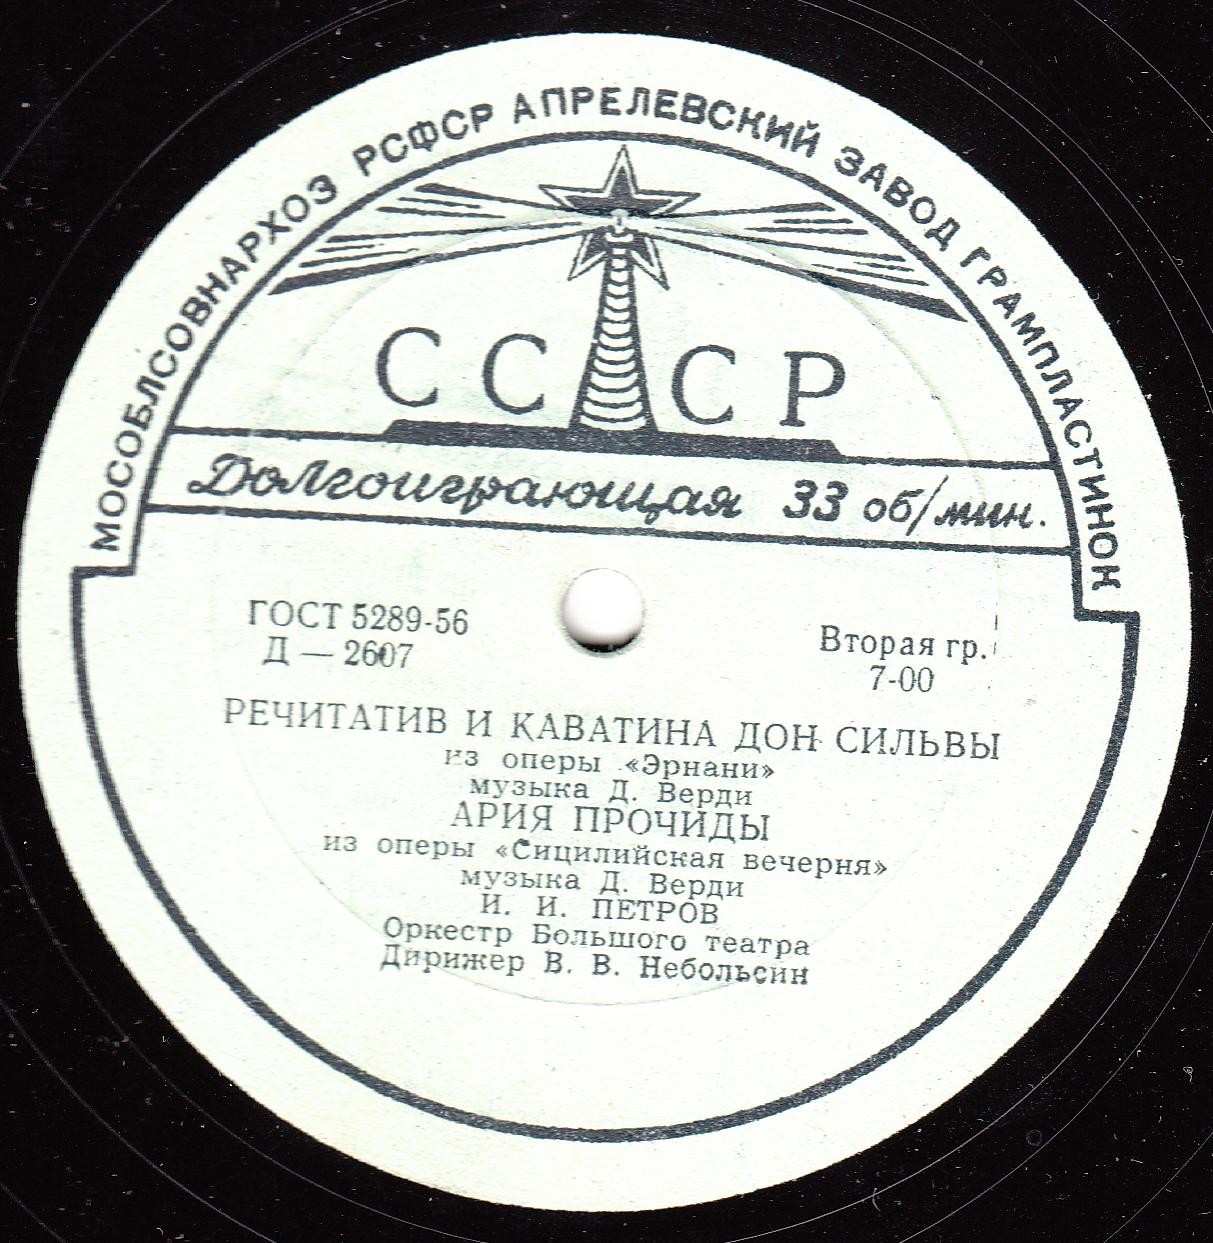 МОСОБЛСОВНАРХОЗ РСФСР АПРЕЛЕВСКИЙ ЗАВОД ГРАМПЛАСТИНОК
СССР
Долгоиграющая 33 об/мин.
ГОСТ 5289-56
Д — 2607
Вторая гр.
7-00
РЕЧИТАТИВ И КАВАТИНА ДОН СИЛЬВЫ
из оперы «Эрнани»
музыка Д. Верди
АРИЯ ПРОЧИДЫ
из оперы «Сицилийская вечерня»
музыка Д. Верди
И. И. ПЕТРОВ
Оркестр Большого театра
Дирижер В. В. Небольсин